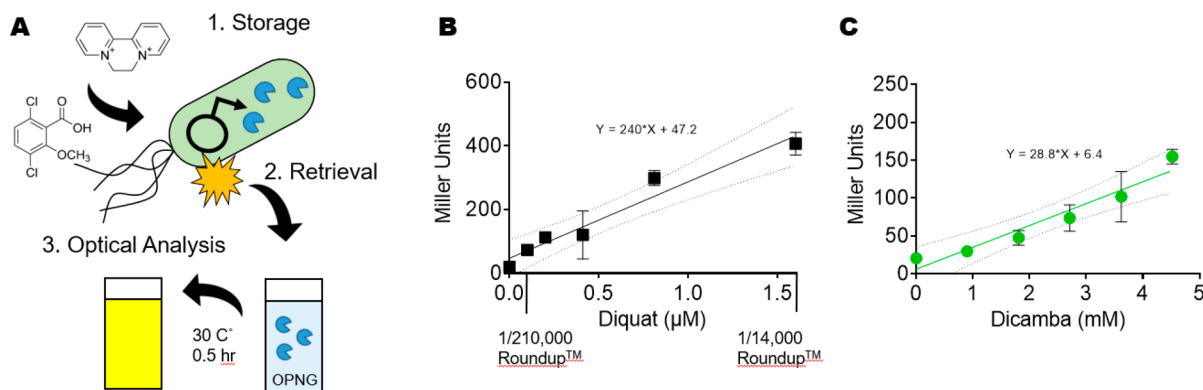 A
1. Storage
N⁺
N⁺
Cl
O
OH
OCH₃
Cl
2. Retrieval
3. Optical Analysis
30 C°
0.5 hr
OPNG
B
Miller Units
600
400
200
0
Y = 240*X + 47.2
0.0
0.5
1.0
1.5
Diquat (µM)
1/210,000
Roundup™
1/14,000
Roundup™
C
Miller Units
250
200
150
100
50
0
Y = 28.8*X + 6.4
0
1
2
3
4
5
Dicamba (mM)